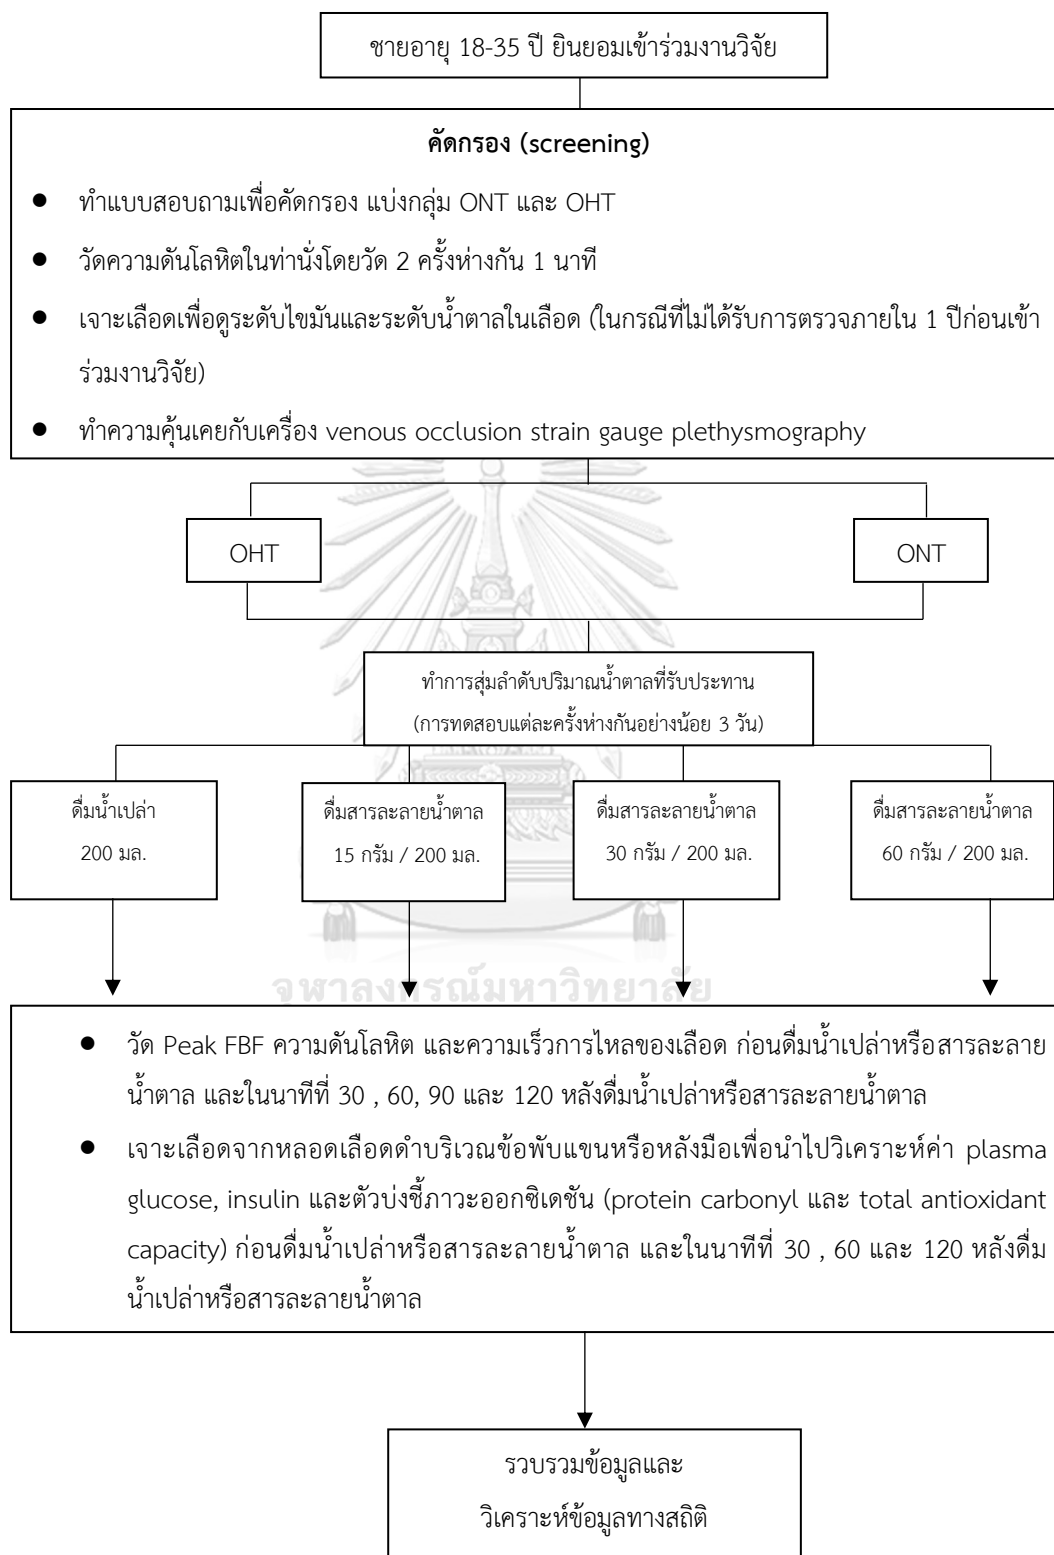 ชายอายุ 18-35 ปี ยินยอมเข้าร่วมงานวิจัย
คัดกรอง (screening)
● ทำแบบสอบถามเพื่อคัดกรอง แบ่งกลุ่ม ONT และ OHT
● วัดความดันโลหิตในท่านั่งโดยวัด 2 ครั้งห่างกัน 1 นาที
● เจาะเลือดเพื่อดูระดับไขมันและระดับน้ำตาลในเลือด (ในกรณีที่ไม่ได้รับการตรวจภายใน 1 ปีก่อนเข้า
ร่วมงานวิจัย)
● ทำความคุ้นเคยกับเครื่อง venous occlusion strain gauge plethysmography
OHT
ONT
ทำการสุ่มลำดับปริมาณน้ำตาลที่รับประทาน
(การทดสอบแต่ละครั้งห่างกันอย่างน้อย 3 วัน)
ดื่มน้ำเปล่า
200 มล.
ดื่มสารละลายน้ำตาล
15 กรัม / 200 มล.
ดื่มสารละลายน้ำตาล
30 กรัม / 200 มล.
ดื่มสารละลายน้ำตาล
60 กรัม / 200 มล.
จุฬาลงกรณ์มหาวิทยาลัย
● วัด Peak FBF ความดันโลหิต และความเร็วการไหลของเลือด ก่อนดื่มน้ำเปล่าหรือสารละลาย
น้ำตาล และในนาทีที่ 30 , 60, 90 และ 120 หลังดื่มน้ำเปล่าหรือสารละลายน้ำตาล
● เจาะเลือดจากหลอดเลือดดำบริเวณข้อพับแขนหรือหลังมือเพื่อนำไปวิเคราะห์ค่า plasma
glucose, insulin และตัวบ่งชี้ภาวะออกซิเดชัน (protein carbonyl และ total antioxidant
capacity) ก่อนดื่มน้ำเปล่าหรือสารละลายน้ำตาล และในนาทีที่ 30 , 60 และ 120 หลังดื่ม
น้ำเปล่าหรือสารละลายน้ำตาล
รวบรวมข้อมูลและ
วิเคราะห์ข้อมูลทางสถิติ